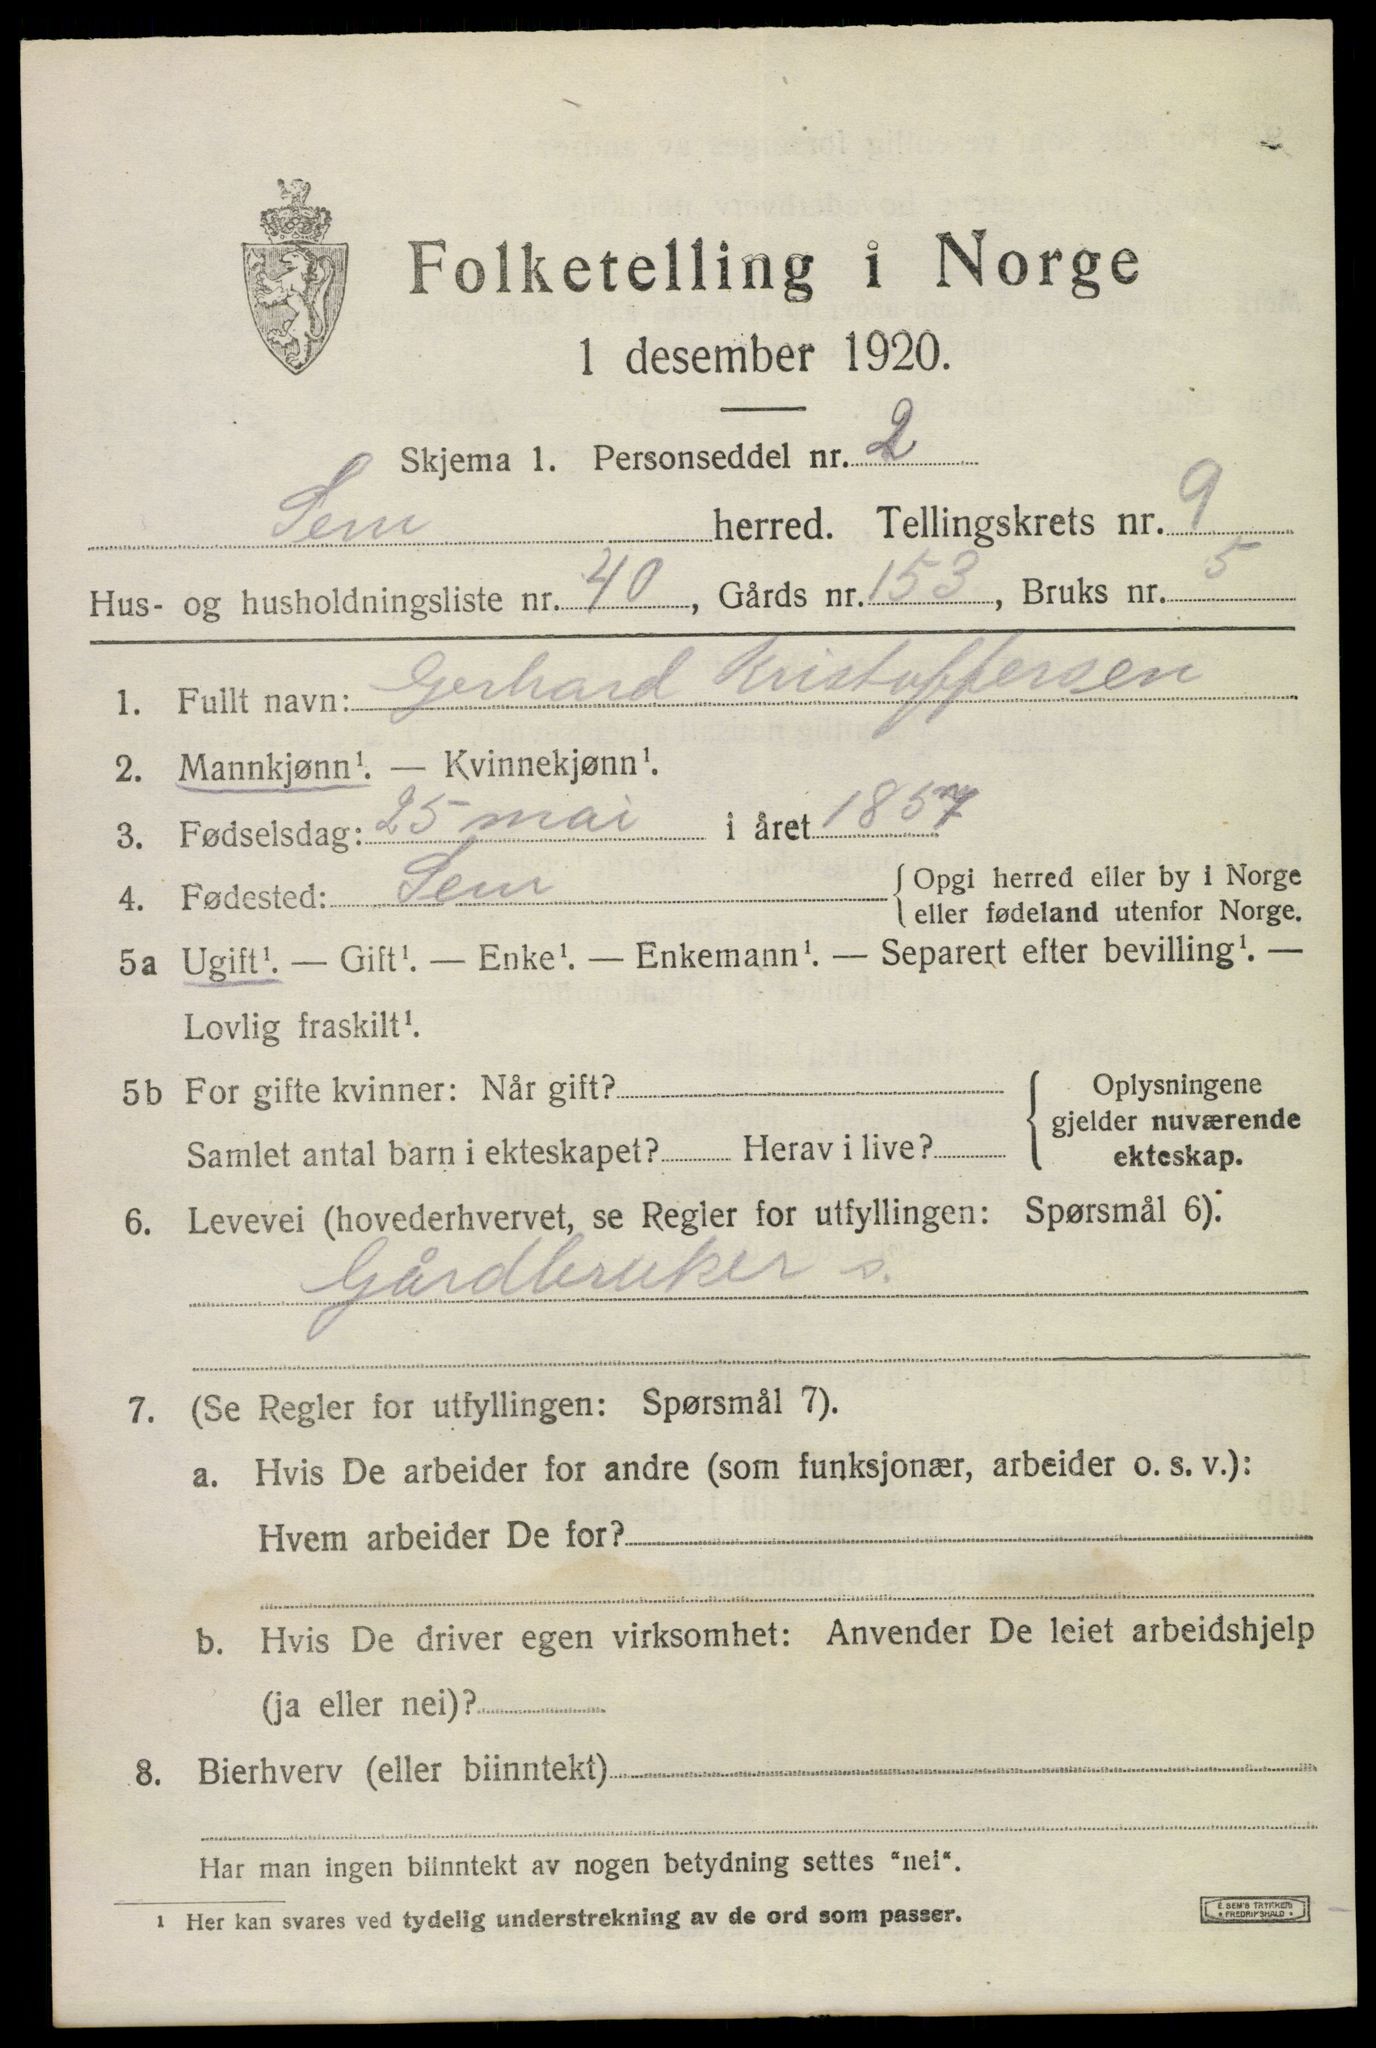 Folketelling i Norge
1 desember 1920.
Skjema 1. Personseddel nr. 2
Sem herred. Tellingskrets nr. 9
Hus- og husholdningsliste nr. 40, Gårds nr. 153, Bruks nr. 5
1. Fullt navn: Gerhard Kristoffersen
2. Mannkjønn¹. — Kvinnekjønn¹.
3. Fødselsdag: 25 mai i året 1857
4. Fødested: Sem { Opgi herred eller by i Norge
eller fødeland utenfor Norge.
5a Ugift¹. — Gift¹. — Enke¹. — Enkemann¹. — Separert efter bevilling¹. —
Lovlig fraskilt¹.
5b For gifte kvinner: Når gift? { Oplysningene
gjelder nuværende
Samlet antal barn i ekteskapet? Herav i live? ekteskap.
6. Levevei (hovederhvervet, se Regler for utfyllingen: Spørsmål 6).
Gårdbruker s.
7. (Se Regler for utfyllingen: Spørsmål 7).
a. Hvis De arbeider for andre (som funksjonær, arbeider o. s. v.):
Hvem arbeider De for?
b. Hvis De driver egen virksomhet: Anvender De leiet arbeidshjelp
(ja eller nei)?
8. Bierhverv (eller biinntekt)
Har man ingen biinntekt av nogen betydning settes "nei".
1 Her kan svares ved tydelig understrekning av de ord som passer.
E. SEM'S TRYKKERI
• FREDRIKSHALD •